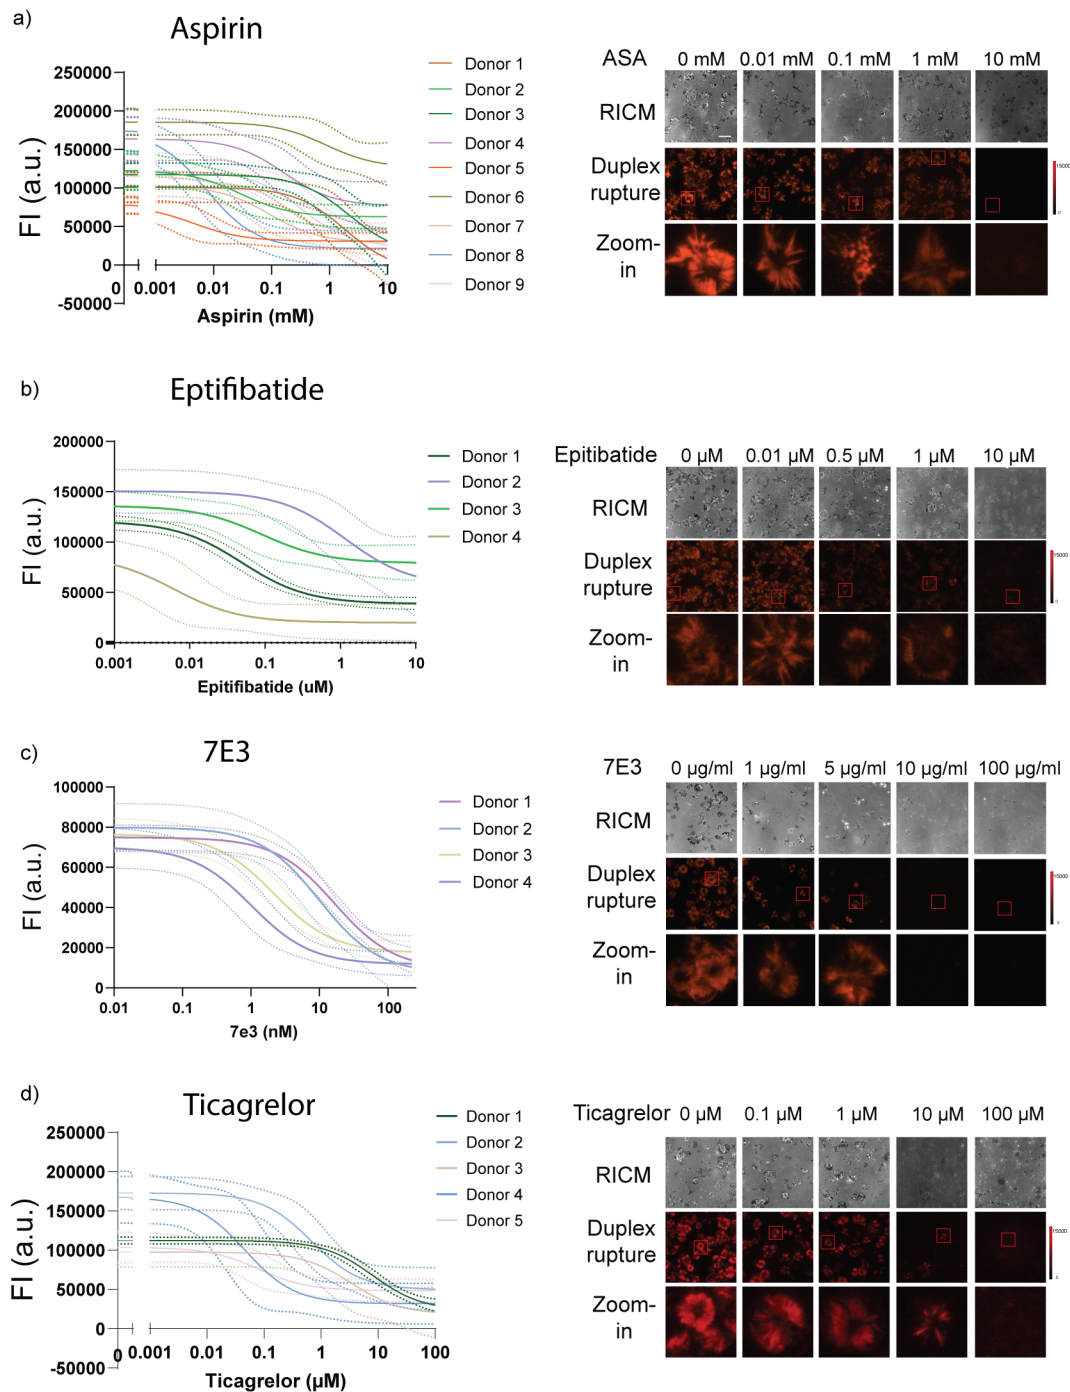 a)
Aspirin
250000
200000
150000
100000
50000
0
-50000
FI (a.u.)
0 0.001 0.01 0.1 1 10
Aspirin (mM)
Donor 1
Donor 2
Donor 3
Donor 4
Donor 5
Donor 6
Donor 7
Donor 8
Donor 9
ASA 0 mM 0.01 mM 0.1 mM 1 mM 10 mM
RICM
Duplex
rupture
Zoom-
in
15000
0
b)
Eptifibatide
200000
150000
100000
50000
0
FI (a.u.)
0.001 0.01 0.1 1 10
Epitifibatide (uM)
Donor 1
Donor 2
Donor 3
Donor 4
Epitibatide 0 µM 0.01 µM 0.5 µM 1 µM 10 µM
RICM
Duplex
rupture
Zoom-
in
15000
0
c)
7E3
100000
80000
60000
40000
20000
0
FI (a.u.)
0.01 0.1 1 10 100
7e3 (nM)
Donor 1
Donor 2
Donor 3
Donor 4
7E3 0 µg/ml 1 µg/ml 5 µg/ml 10 µg/ml 100 µg/ml
RICM
Duplex
rupture
Zoom-
in
15000
0
d)
Ticagrelor
250000
200000
150000
100000
50000
0
-50000
FI (a.u.)
0 0.001 0.01 0.1 1 10 100
Ticagrelor (µM)
Donor 1
Donor 2
Donor 3
Donor 4
Donor 5
Ticagrelor 0 µM 0.1 µM 1 µM 10 µM 100 µM
RICM
Duplex
rupture
Zoom-
in
15000
0